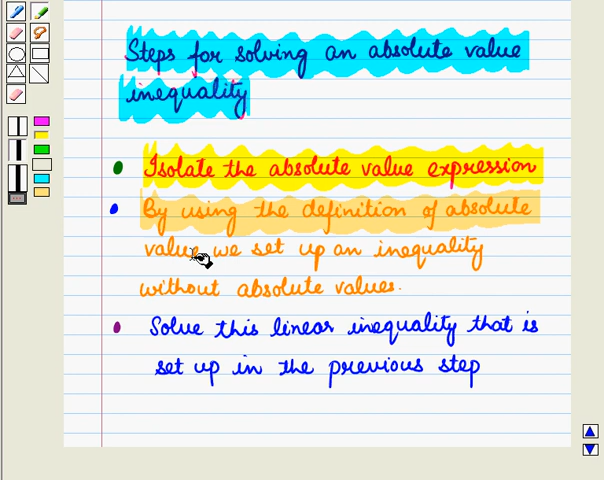 Steps for solving an absolute value
inequality
Isolate the absolute value expression
By using the definition of absolute
value we set up an inequality
without absolute values.
Solve this linear inequality that is
set up in the previous step